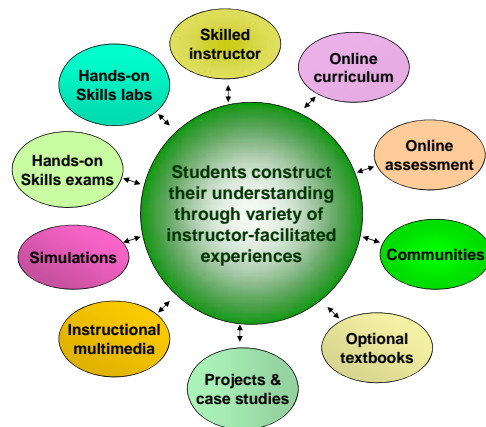 Skilled
instructor
Online
curriculum
Hands-on
Skills labs
Online
assessment
Hands-on
Skills exams
Students construct
their understanding
through variety of
instructor-facilitated
experiences
Communities
Simulations
Instructional
multimedia
Optional
textbooks
Projects &
case studies